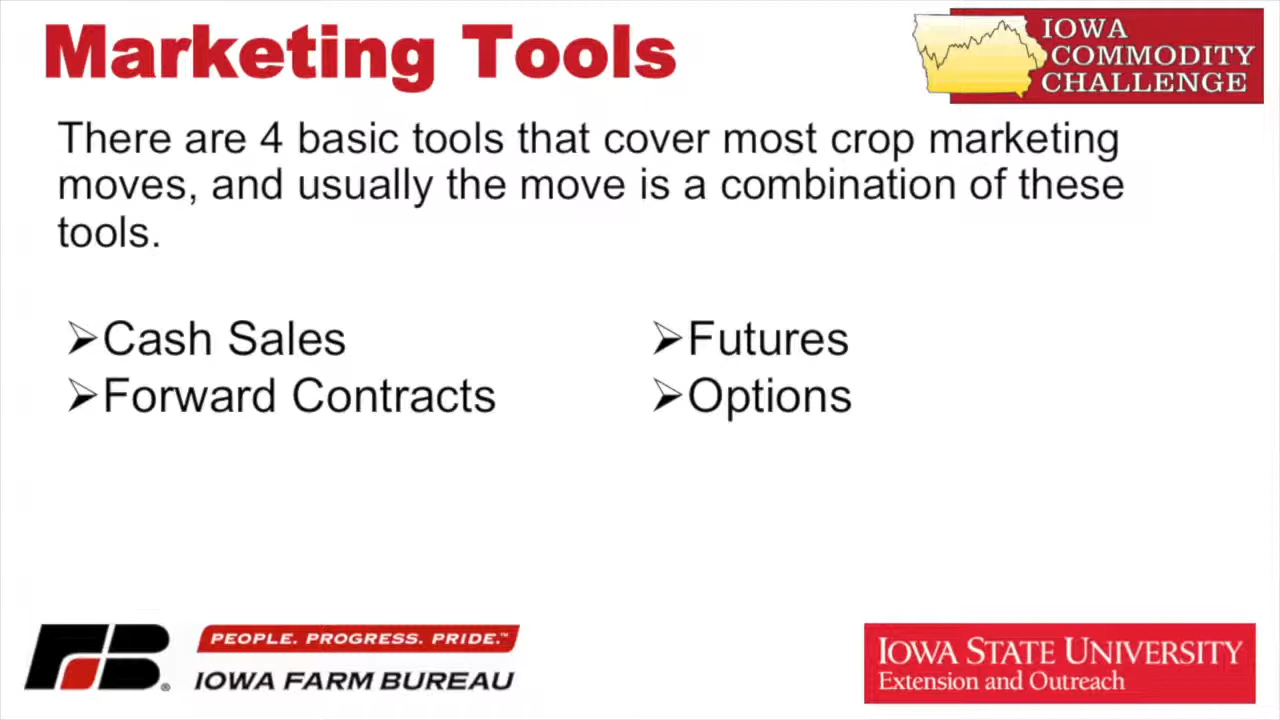 Marketing Tools
IOWA
COMMODITY
CHALLENGE
There are 4 basic tools that cover most crop marketing
moves, and usually the move is a combination of these
tools.
➢Cash Sales
➢Forward Contracts
➢Futures
➢Options
FB®
PEOPLE. PROGRESS. PRIDE.™
IOWA FARM BUREAU
IOWA STATE UNIVERSITY
Extension and Outreach